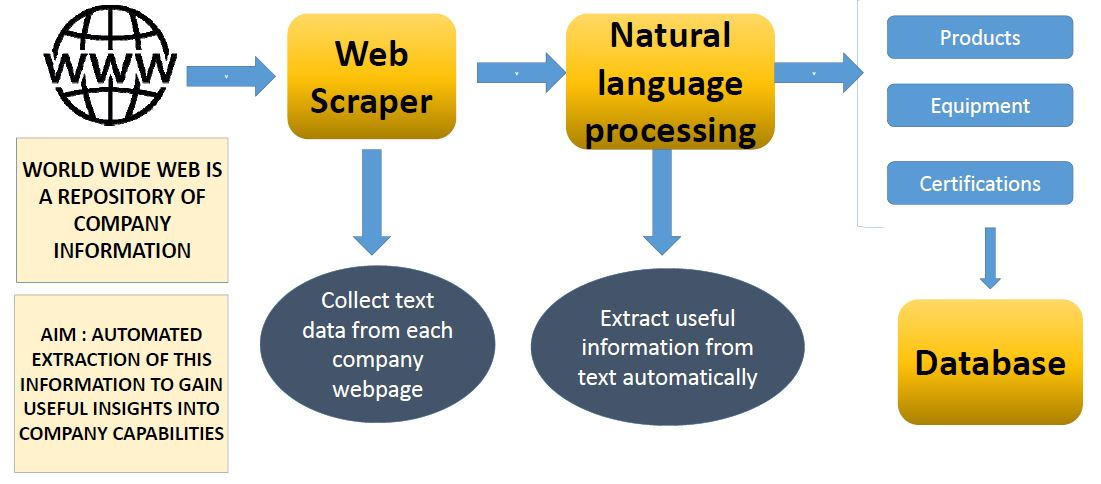 WWW
WORLD WIDE WEB IS
A REPOSITORY OF
COMPANY
INFORMATION
AIM : AUTOMATED
EXTRACTION OF THIS
INFORMATION TO GAIN
USEFUL INSIGHTS INTO
COMPANY CAPABILITIES
Web
Scraper
Collect text
data from each
company
webpage
Natural
language
processing
Extract useful
information from
text automatically
Products
Equipment
Certifications
Database